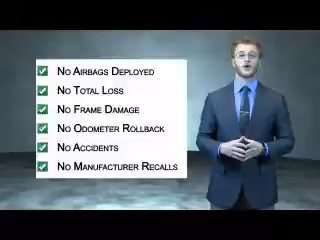 No Airbags Deployed
No Total Loss
No Frame Damage
No Odometer Rollback
No Accidents
No Manufacturer Recalls